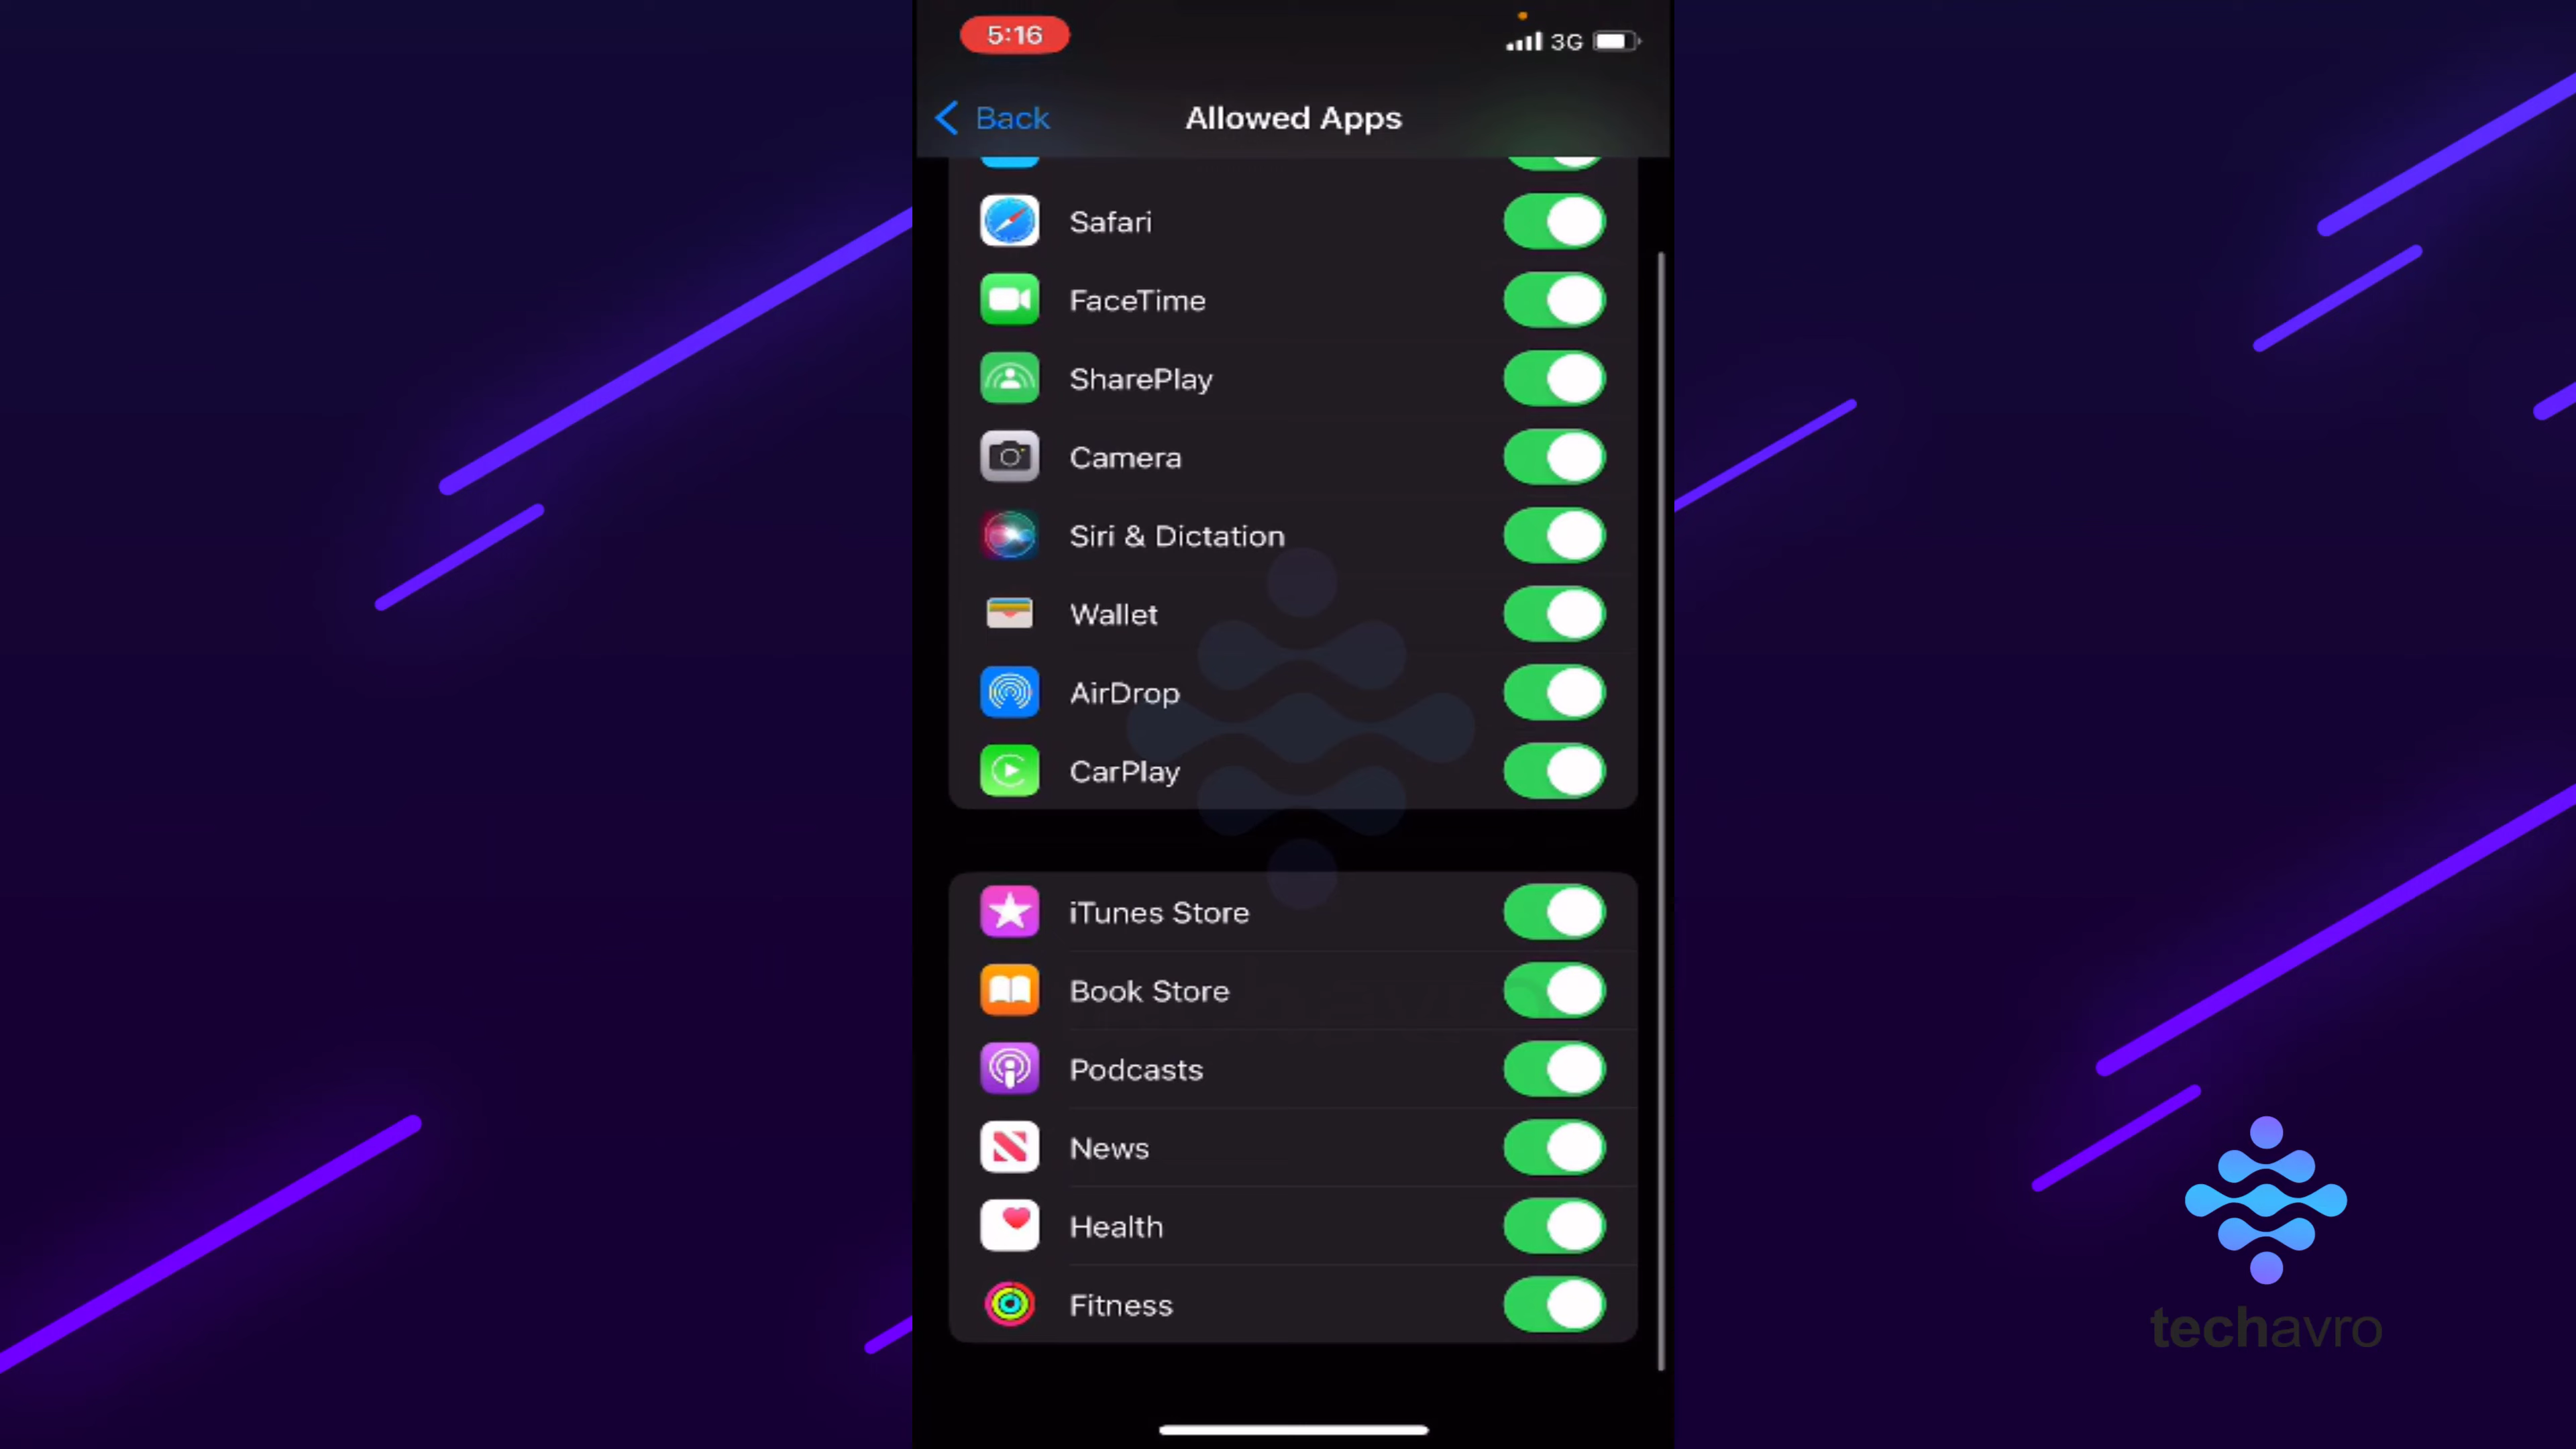 5:16
3G
Back
Allowed Apps
Safari
FaceTime
SharePlay
Camera
Siri & Dictation
Wallet
AirDrop
CarPlay
iTunes Store
Book Store
Podcasts
News
Health
Fitness
techavro